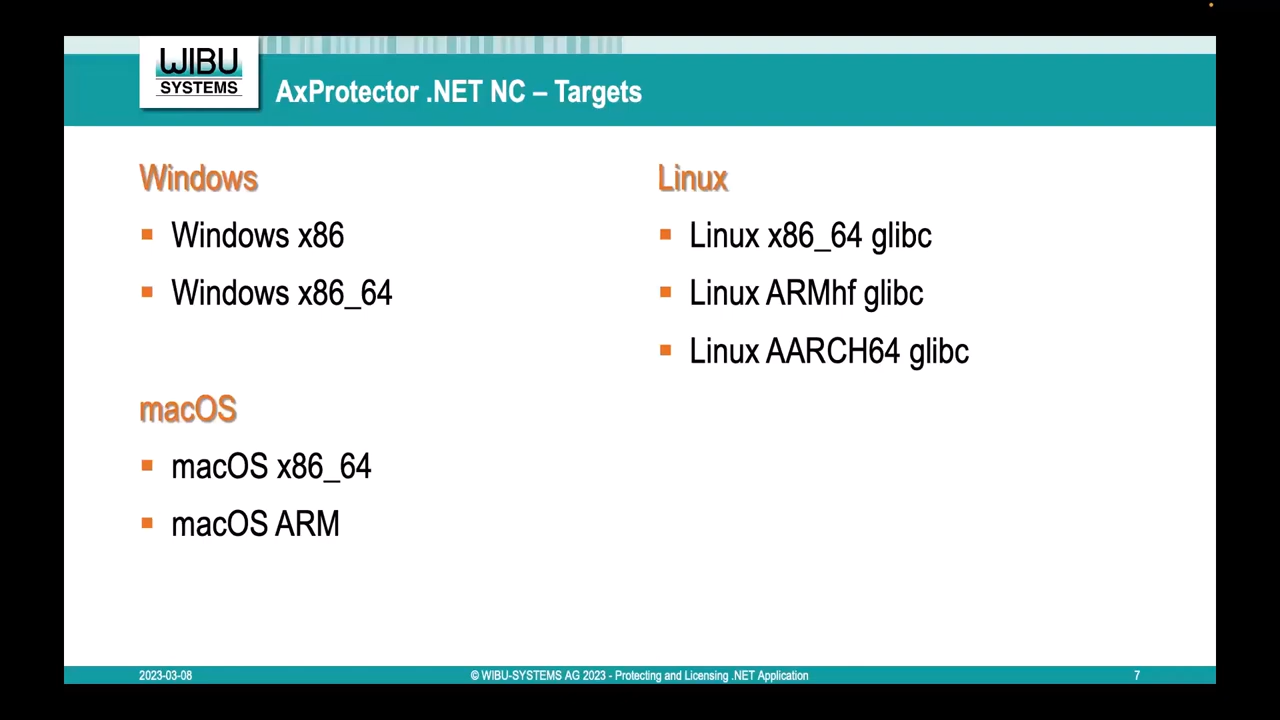 WIBU
SYSTEMS
AxProtector .NET NC – Targets
Windows
▪ Windows x86
▪ Windows x86_64
macOS
▪ macOS x86_64
▪ macOS ARM
Linux
▪ Linux x86_64 glibc
▪ Linux ARMhf glibc
▪ Linux AARCH64 glibc
2023-03-08
© WIBU-SYSTEMS AG 2023 - Protecting and Licensing .NET Application
7